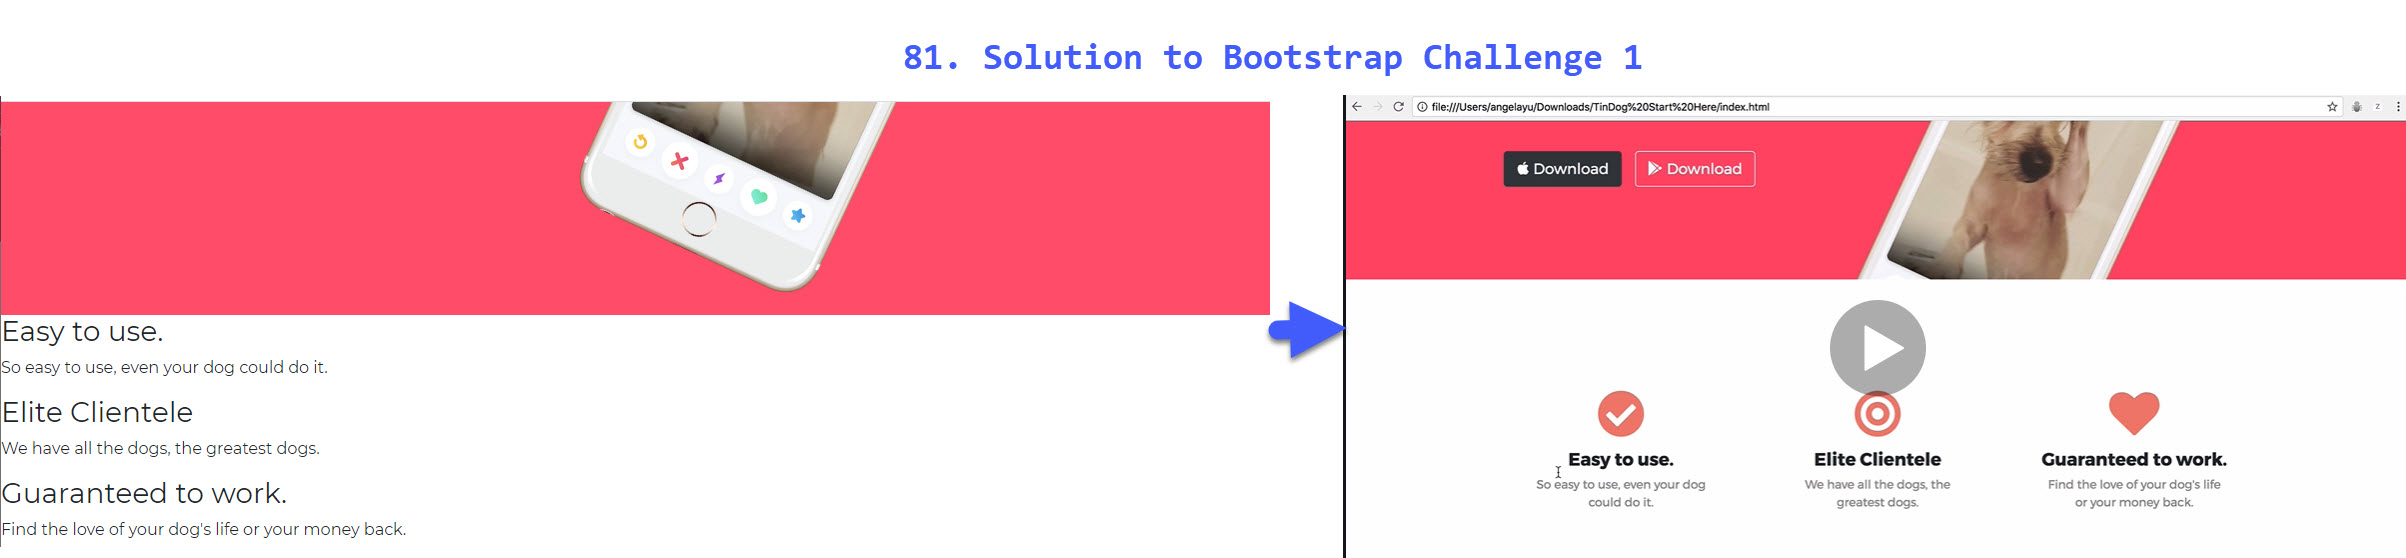 81. Solution to Bootstrap Challenge 1
Easy to use.
So easy to use, even your dog could do it.
Elite Clientele
We have all the dogs, the greatest dogs.
Guaranteed to work.
Find the love of your dog's life or your money back.
file:///Users/angelayu/Downloads/TinDog%20Start%20Here/index.html
Z
Download
Download
Easy to use.
So easy to use, even your dog
could do it.
Elite Clientele
We have all the dogs, the
greatest dogs.
Guaranteed to work.
Find the love of your dog's life
or your money back.